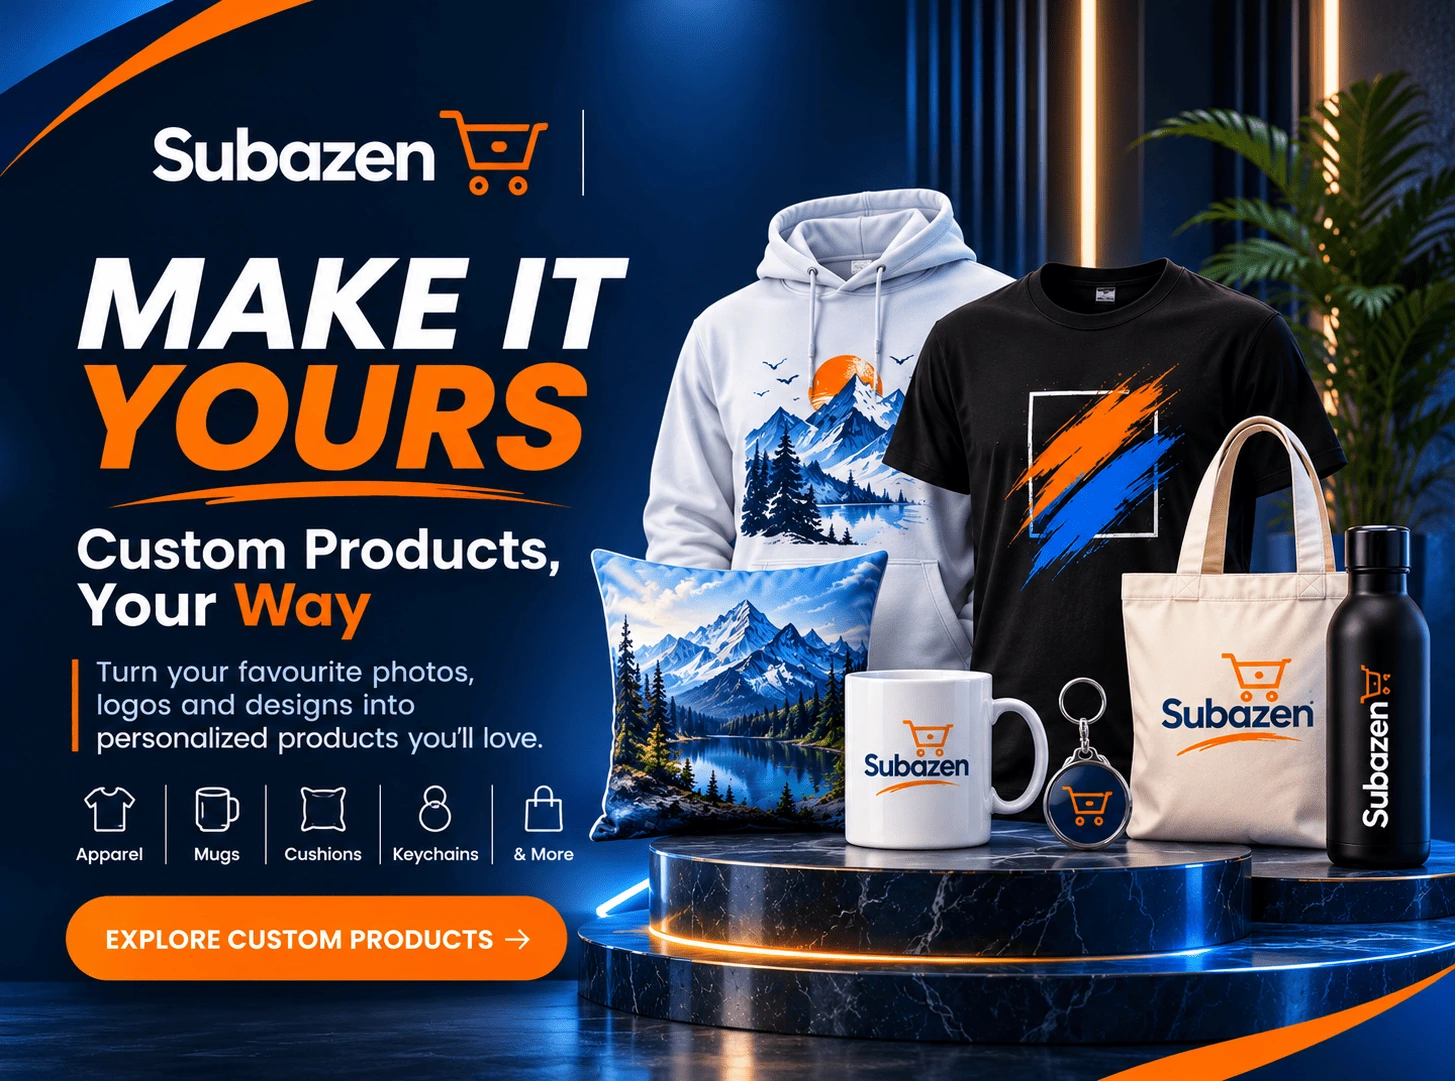 Subazen
MAKE IT
YOURS
Custom Products,
Your Way
Turn your favourite photos,
logos and designs into
personalized products you'll love.
Apparel
Mugs
Cushions
Keychains
& More
EXPLORE CUSTOM PRODUCTS →
Subazen
Subazen
Subazen